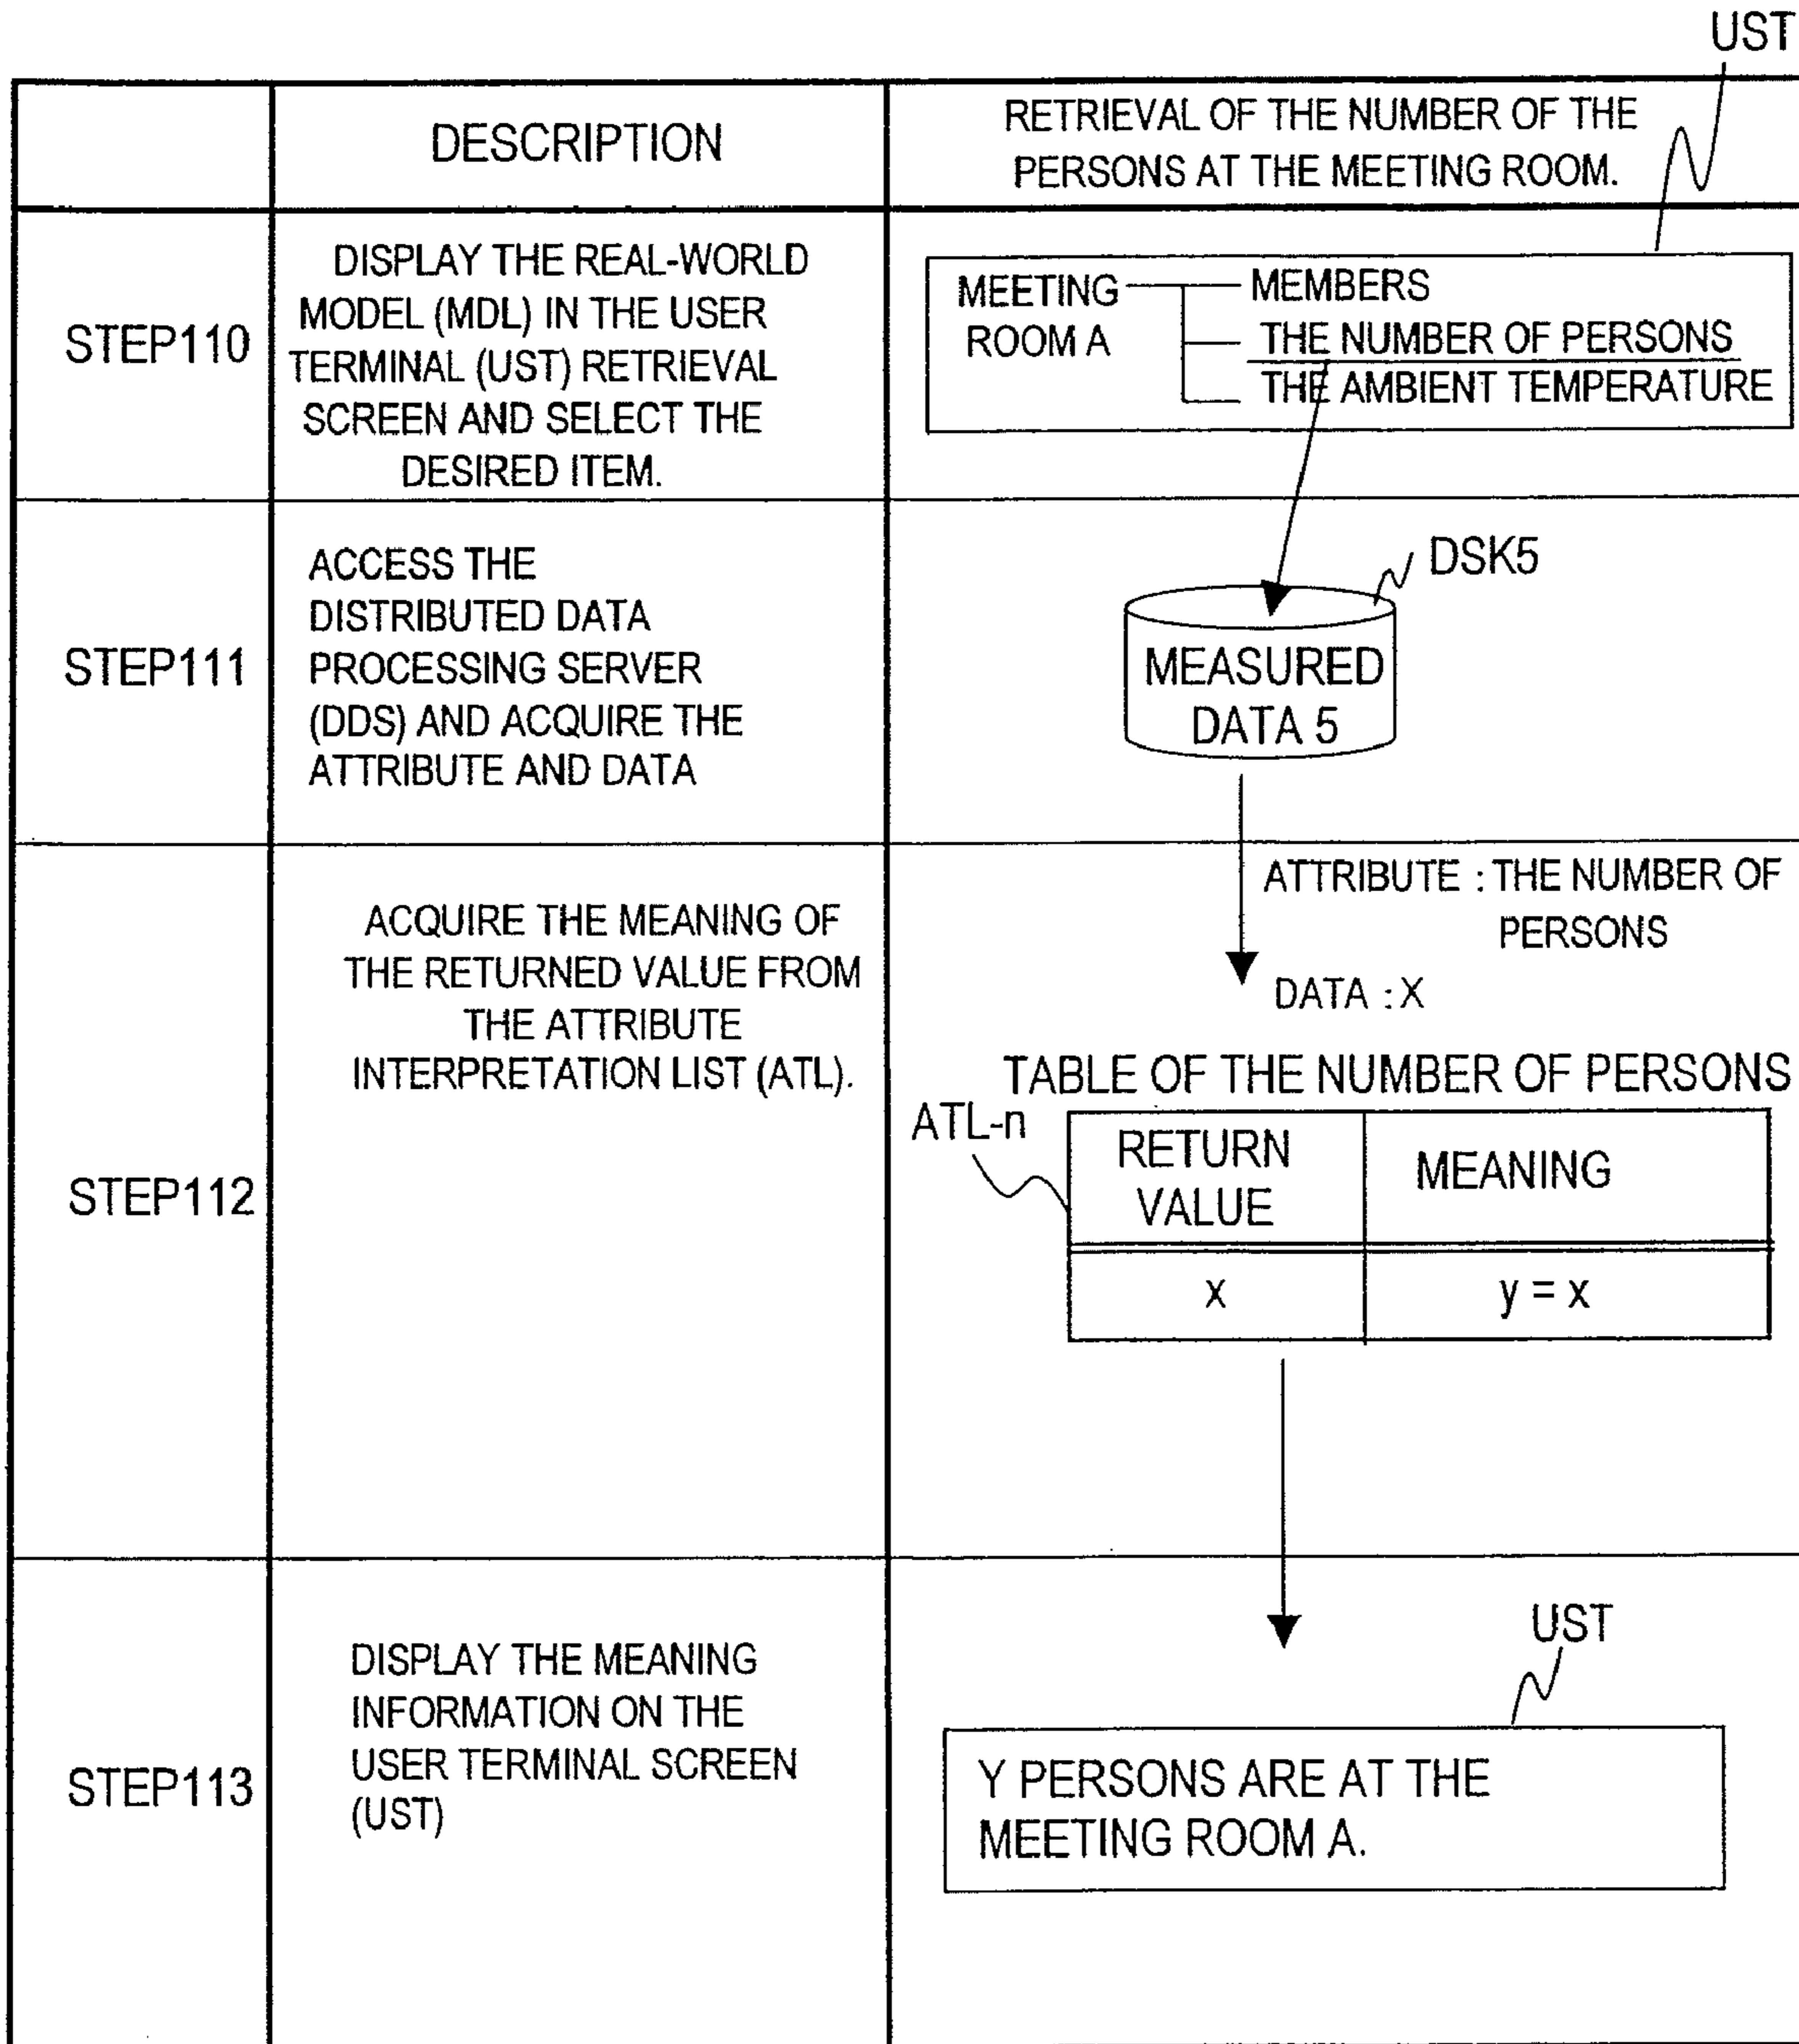 UST
DESCRIPTION
RETRIEVAL OF THE NUMBER OF THE
PERSONS AT THE MEETING ROOM.
STEP110
DISPLAY THE REAL-WORLD
MODEL (MDL) IN THE USER
TERMINAL (UST) RETRIEVAL
SCREEN AND SELECT THE
DESIRED ITEM.
MEETING
ROOM A
MEMBERS
THE NUMBER OF PERSONS
THE AMBIENT TEMPERATURE
STEP111
ACCESS THE
DISTRIBUTED DATA
PROCESSING SERVER
(DDS) AND ACQUIRE THE
ATTRIBUTE AND DATA
DSK5
MEASURED
DATA 5
STEP112
ACQUIRE THE MEANING OF
THE RETURNED VALUE FROM
THE ATTRIBUTE
INTERPRETATION LIST (ATL).
ATTRIBUTE : THE NUMBER OF
PERSONS
DATA : X
TABLE OF THE NUMBER OF PERSONS
ATL-n
RETURN
VALUE
MEANING
x
y = x
STEP113
DISPLAY THE MEANING
INFORMATION ON THE
USER TERMINAL SCREEN
(UST)
UST
Y PERSONS ARE AT THE
MEETING ROOM A.